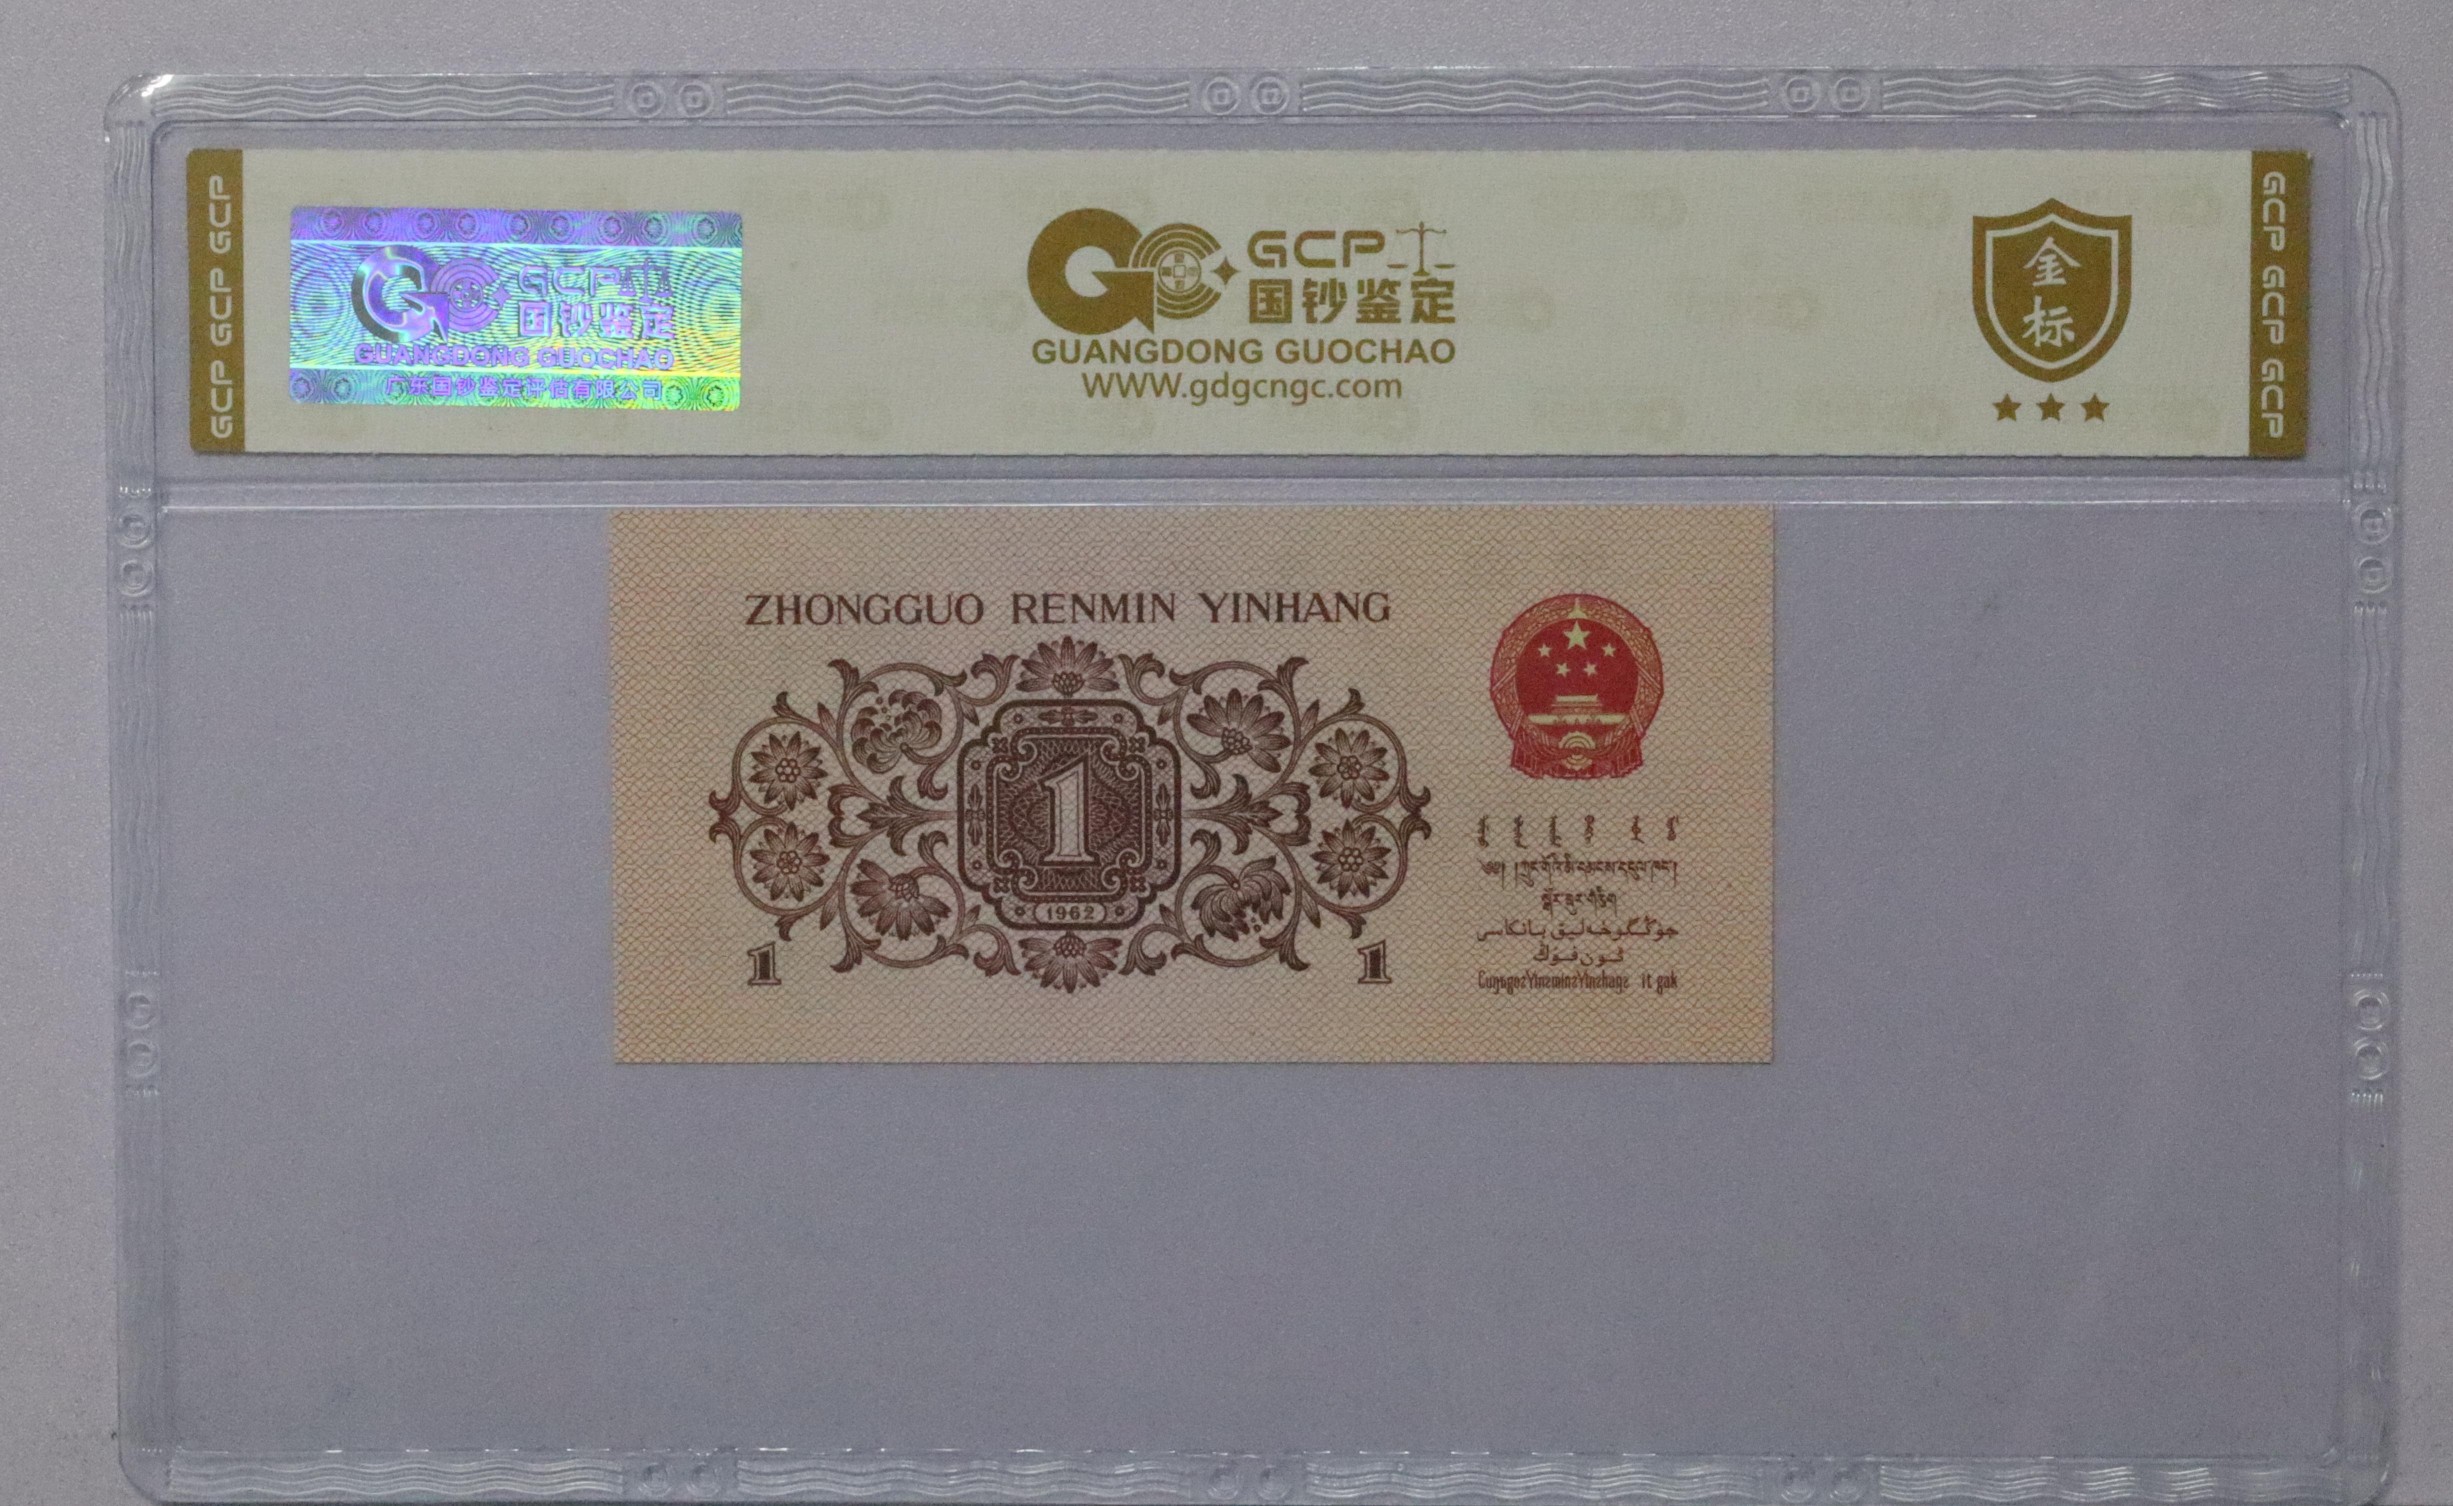 GCP GCP GCP
GCP
国钞鉴定
GUANGDONG GUOCHAO
广东国钞鉴定评估有限公司
GCP
国钞鉴定
GUANGDONG GUOCHAO
WWW.gdgcngc.com
金
标
GCP GCP GCP
ZHONGGUO RENMIN YINHANG
1
1962
1
1
جۇڭگوخەلىق بانكاسى